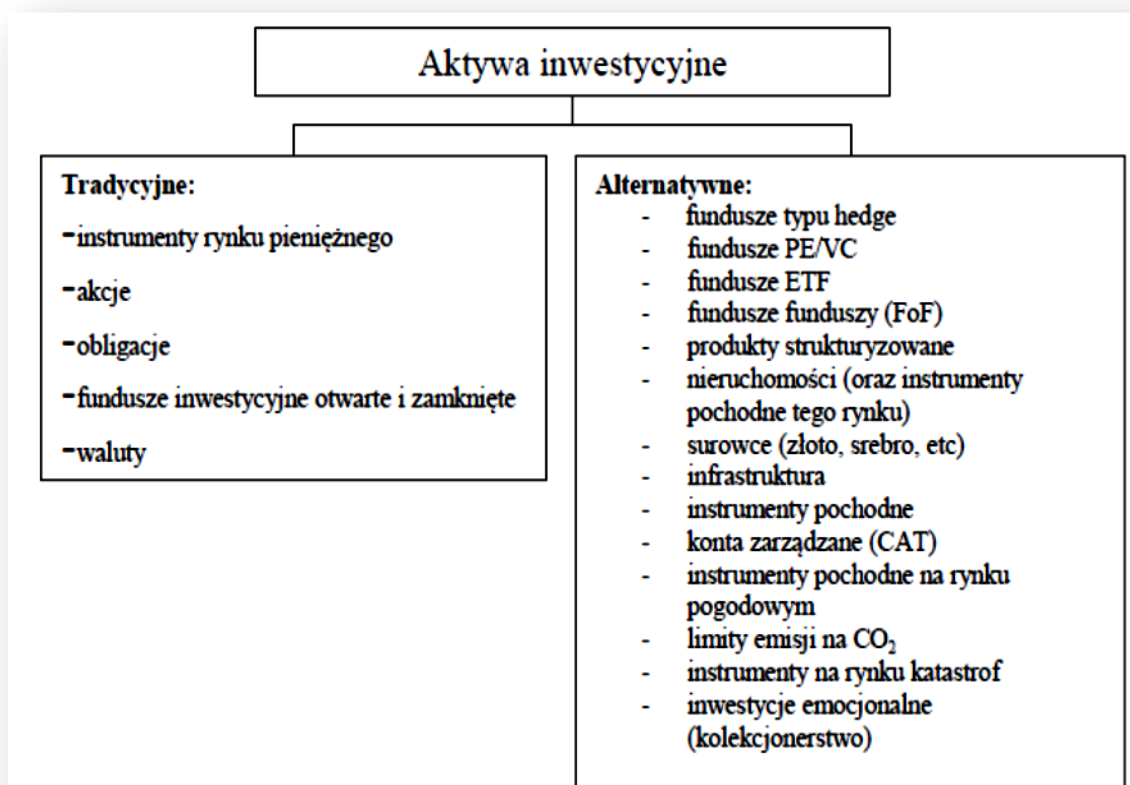 Aktywa inwestycyjne
Tradycyjne:
-instrumenty rynku pieniężnego
-akcje
-obligacje
-fundusze inwestycyjne otwarte i zamknięte
-waluty
Alternatywne:
- fundusze typu hedge
- fundusze PE/VC
- fundusze ETF
- fundusze funduszy (FoF)
- produkty strukturyzowane
- nieruchomości (oraz instrumenty
pochodne tego rynku)
- surowce (złoto, srebro, etc)
- infrastruktura
- instrumenty pochodne
- konta zarządzane (CAT)
- instrumenty pochodne na rynku
pogodowym
- limity emisji na CO₂
- instrumenty na rynku katastrof
- inwestycje emocjonalne
(kolekcjonerstwo)